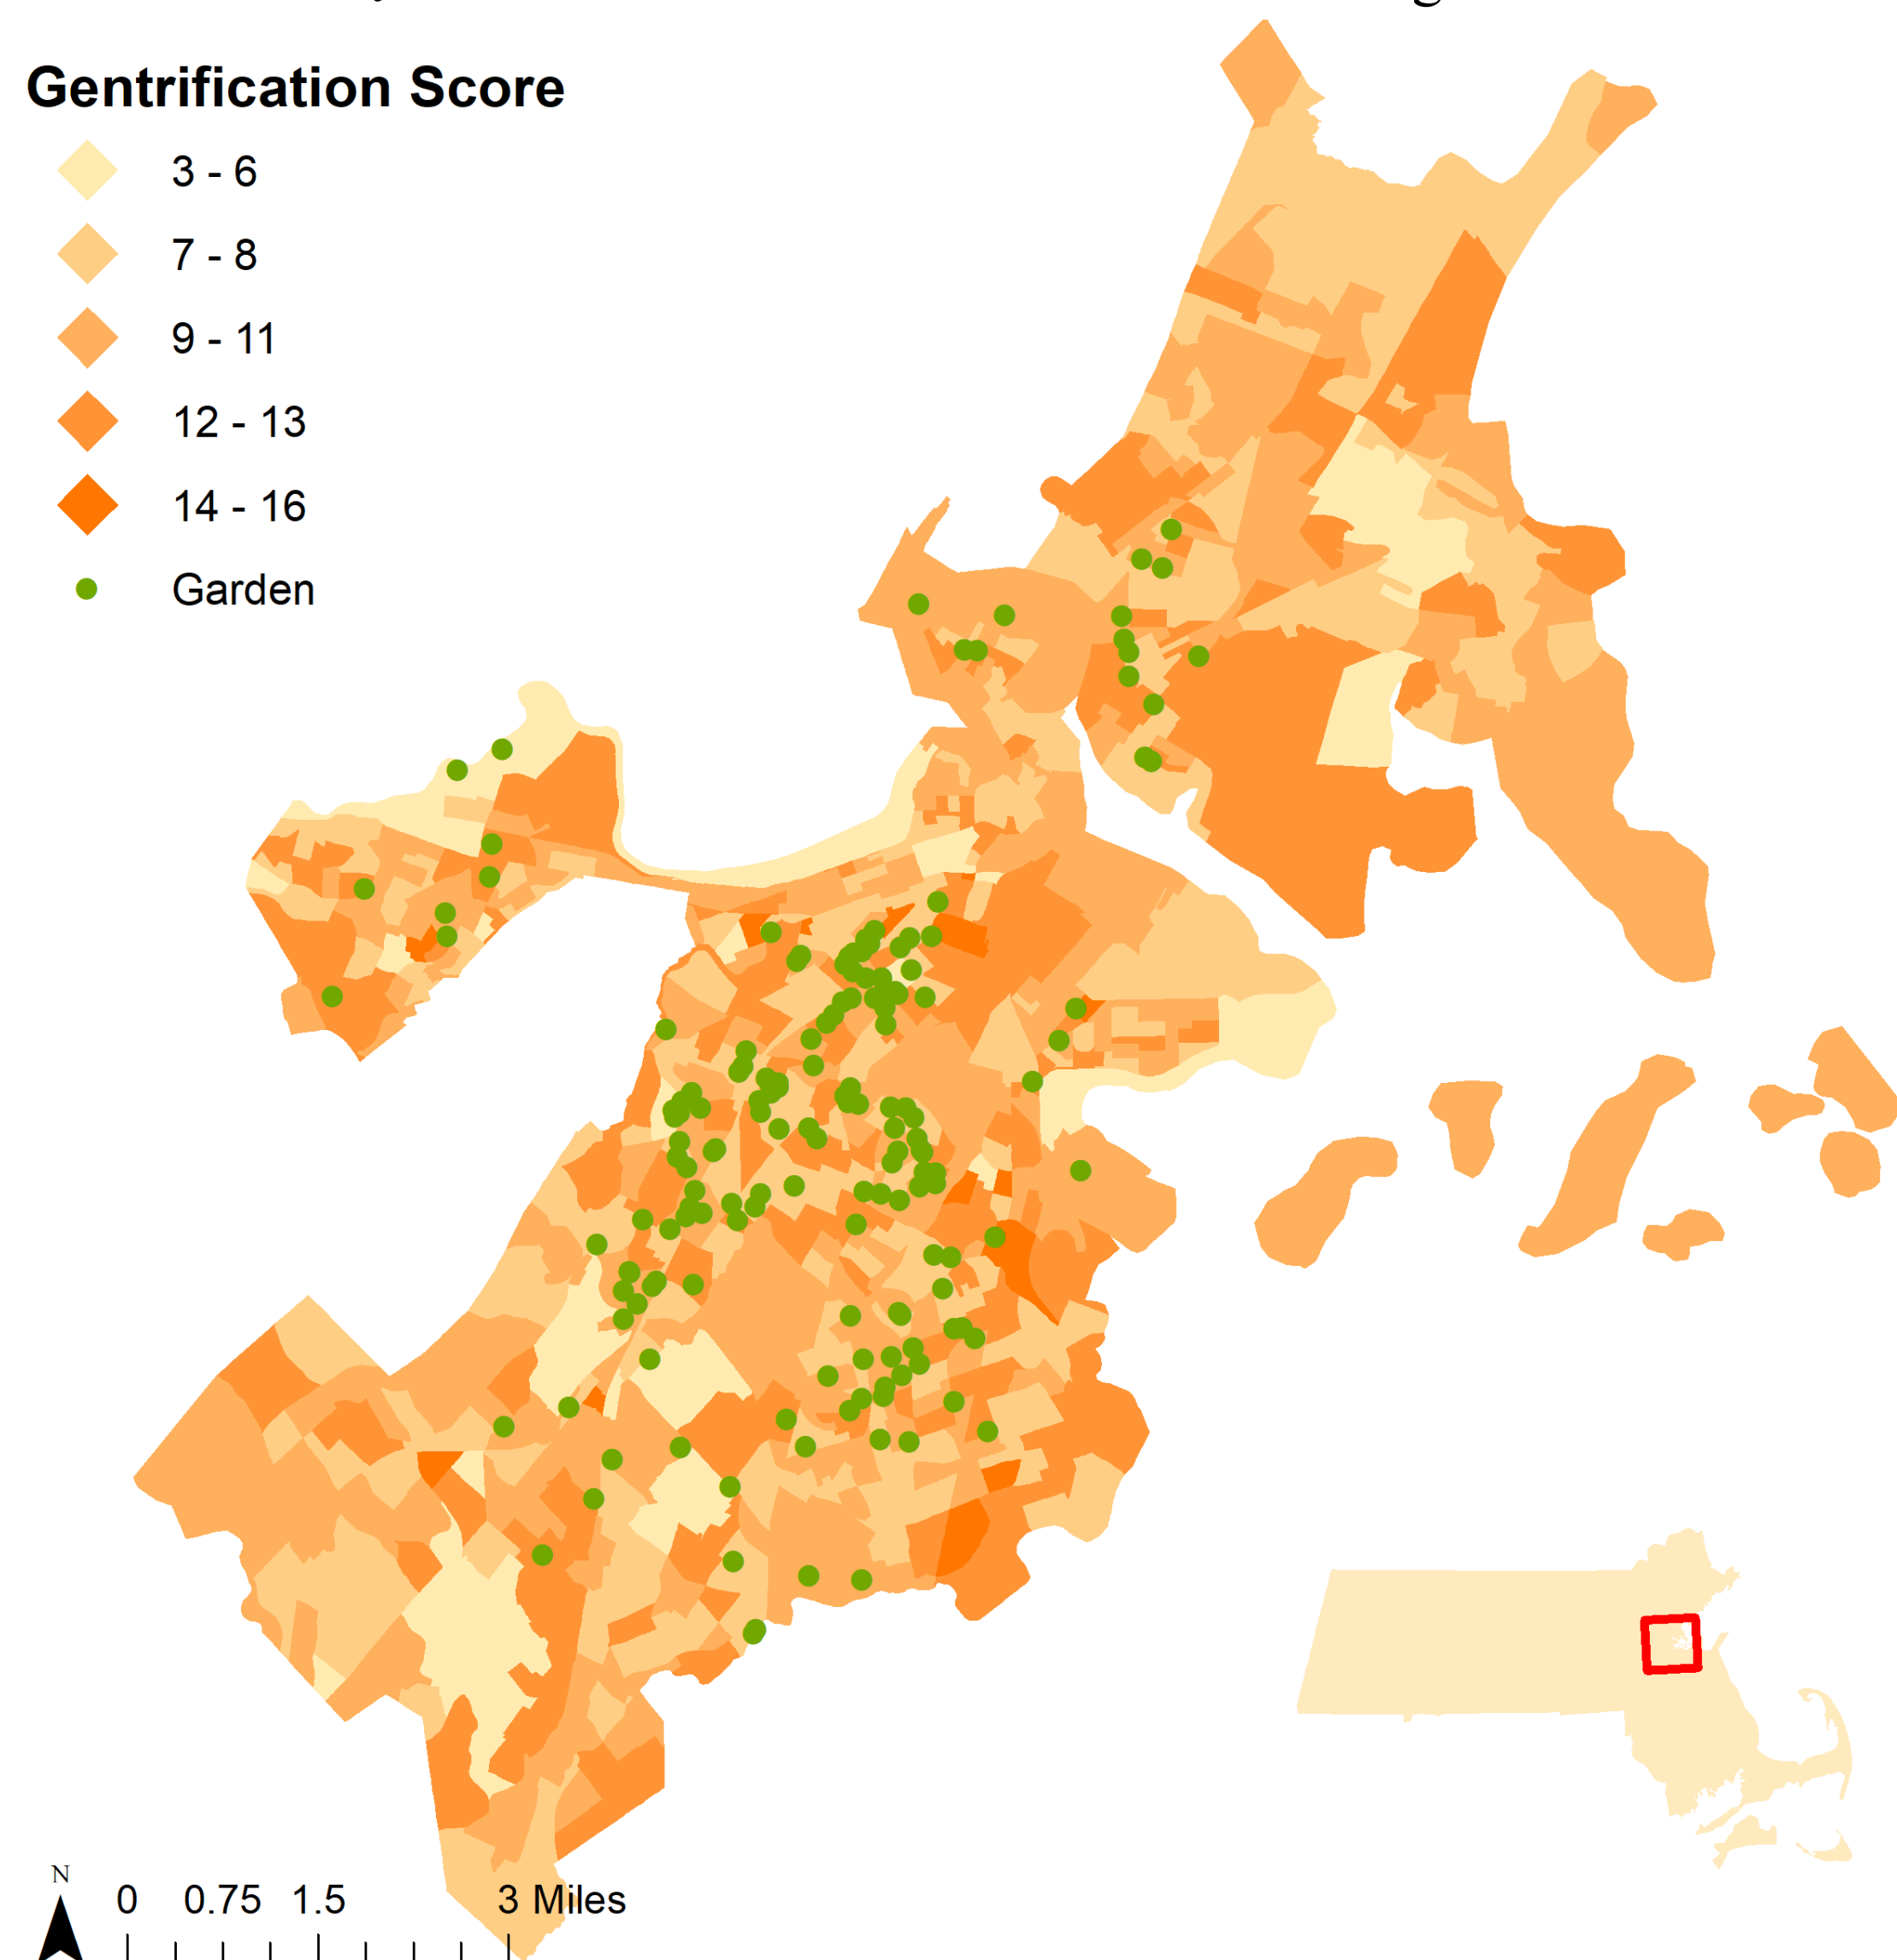 Gentrification Score
3 - 6
7 - 8
9 - 11
12 - 13
14 - 16
Garden
N
0 0.75 1.5 3 Miles